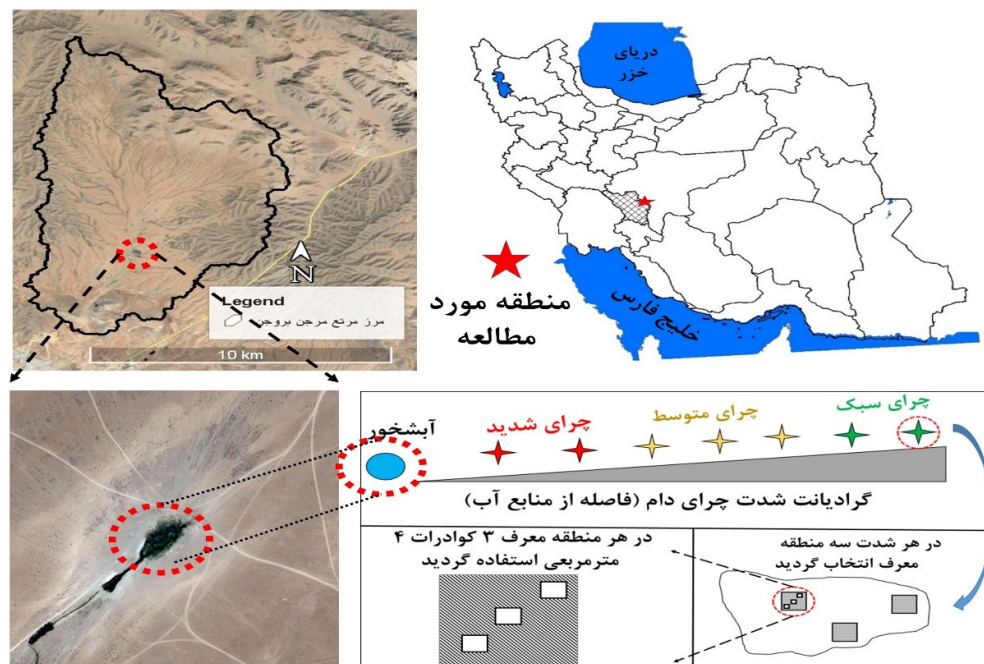 Legend
مرز مرتع مرجن بروجن
10 km
N
دریای
خزر
منطقه مورد
مطالعه
خلیج فارس
آبشخور
چرای شدید
چرای متوسط
چرای سبک
گرادیانت شدت چرای دام (فاصله از منابع آب)
در هر منطقه معرف ۳ کوادرات ۴
مترمربعی استفاده گردید
در هر شدت سه منطقه
معرف انتخاب گردید